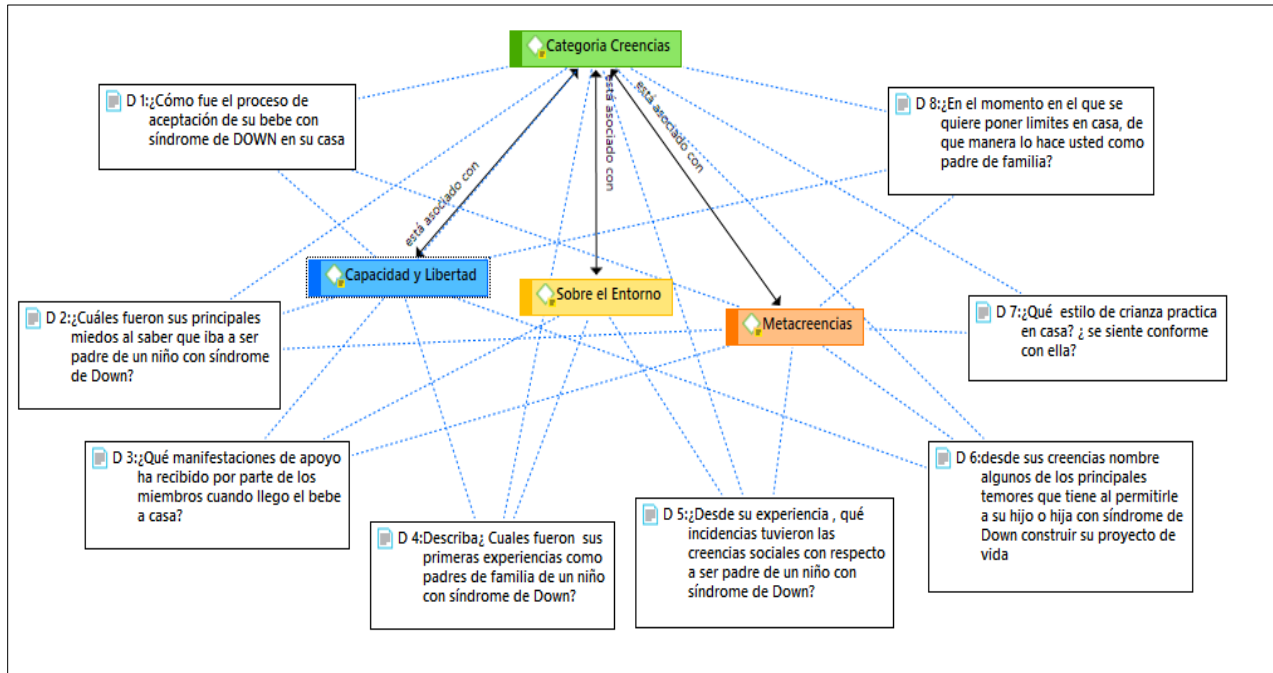 Categoria Creencias
D 1:¿Cómo fue el proceso de
aceptación de su bebe con
síndrome de DOWN en su casa
D 8:¿En el momento en el que se
quiere poner limites en casa, de
que manera lo hace usted como
padre de familia?
está asociado con
está asociado con
está asociado con
Capacidad y Libertad
Sobre el Entorno
Metacreencias
D 2:¿Cuáles fueron sus principales
miedos al saber que iba a ser
padre de un niño con síndrome
de Down?
D 7:¿Qué estilo de crianza practica
en casa? ¿ se siente conforme
con ella?
D 3:¿Qué manifestaciones de apoyo
ha recibido por parte de los
miembros cuando llego el bebe
a casa?
D 4:Describa¿ Cuales fueron sus
primeras experiencias como
padres de familia de un niño
con síndrome de Down?
D 5:¿Desde su experiencia , qué
incidencias tuvieron las
creencias sociales con respecto
a ser padre de un niño con
síndrome de Down?
D 6:desde sus creencias nombre
algunos de los principales
temores que tiene al permitirle
a su hijo o hija con síndrome de
Down construir su proyecto de
vida